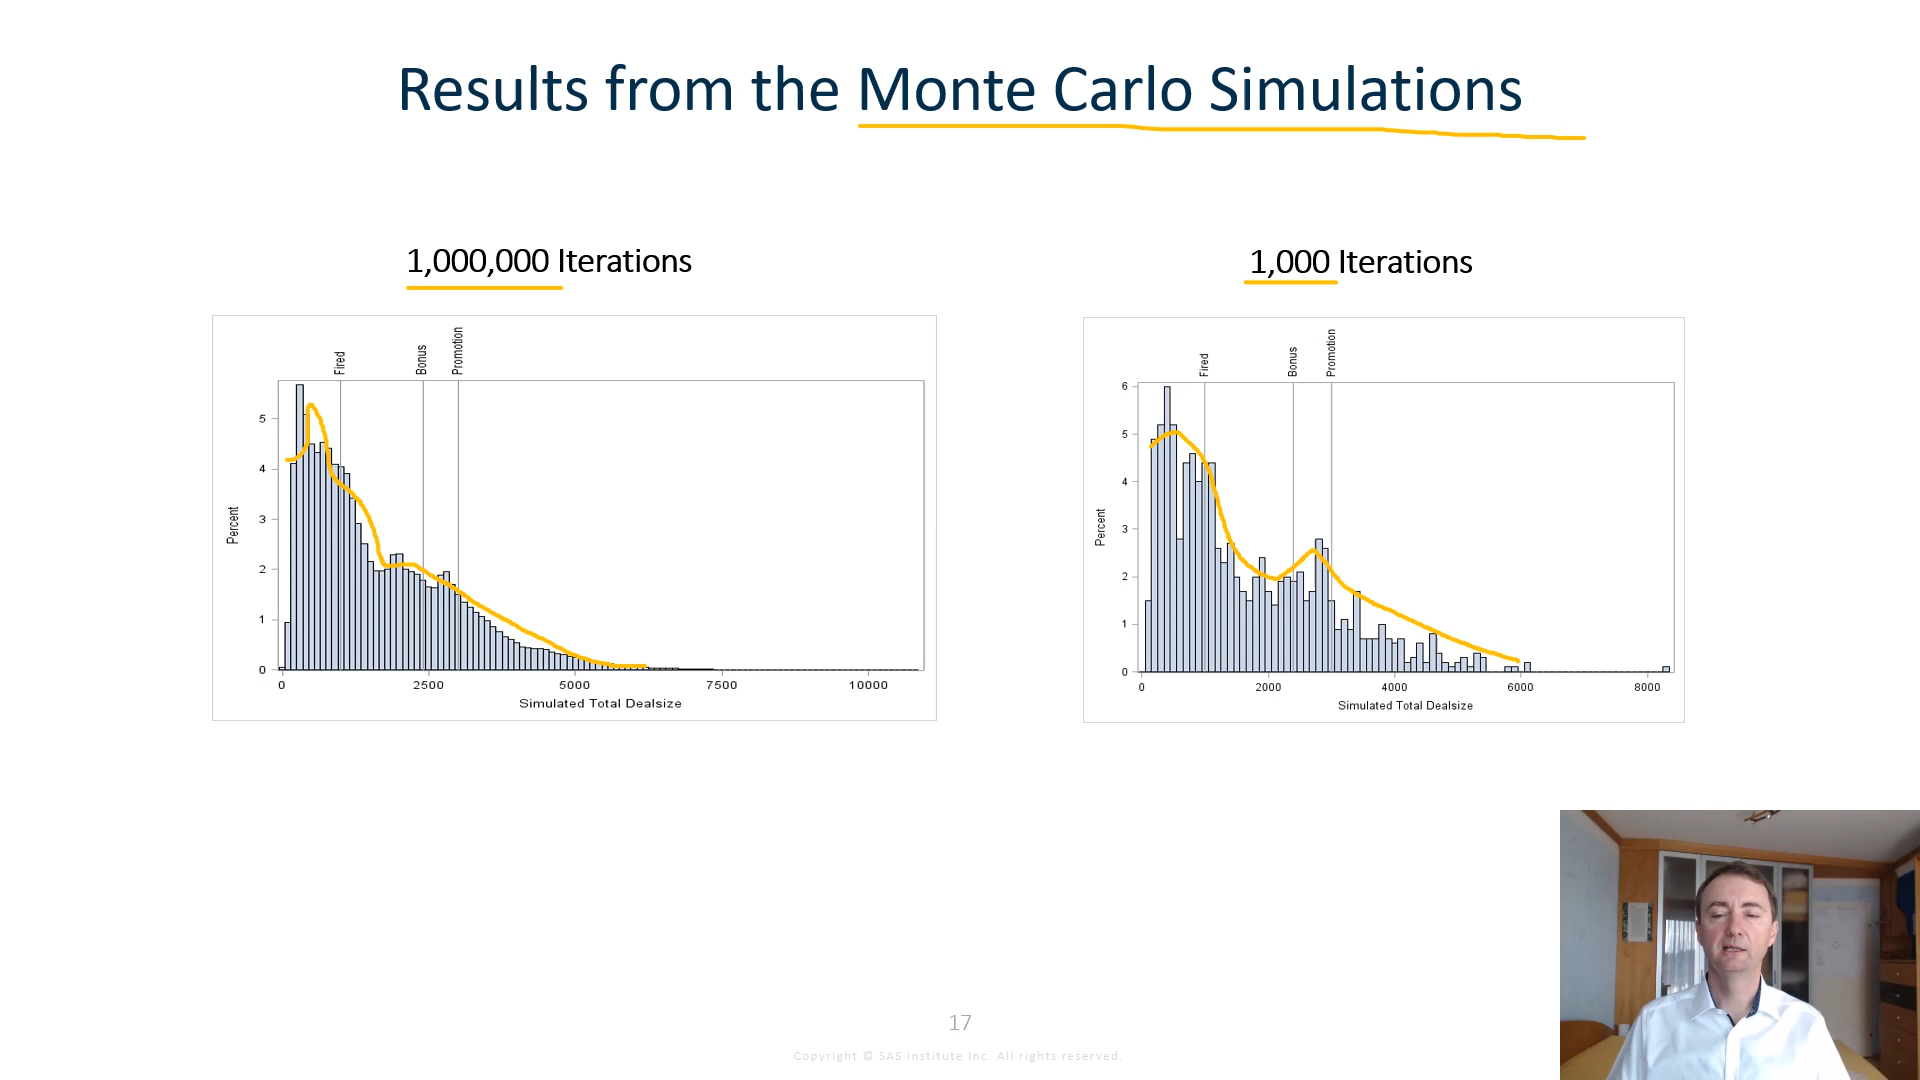 Results from the Monte Carlo Simulations
1,000,000 Iterations
1,000 Iterations
Fired
Bonus
Promotion
5
4
3
2
1
0
Percent
0 2500 5000 7500 10000
Simulated Total Dealsize
Fired
Bonus
Promotion
6
5
4
3
2
1
0
Percent
0 2000 4000 6000 8000
Simulated Total Dealsize
17
Copyright © SAS Institute Inc. All rights reserved.